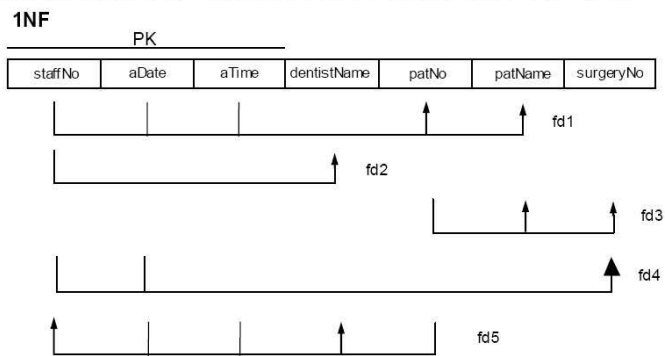 1NF
PK
staffNo aDate aTime dentistName patNo patName surgeryNo
fd1
fd2
fd3
fd4
fd5